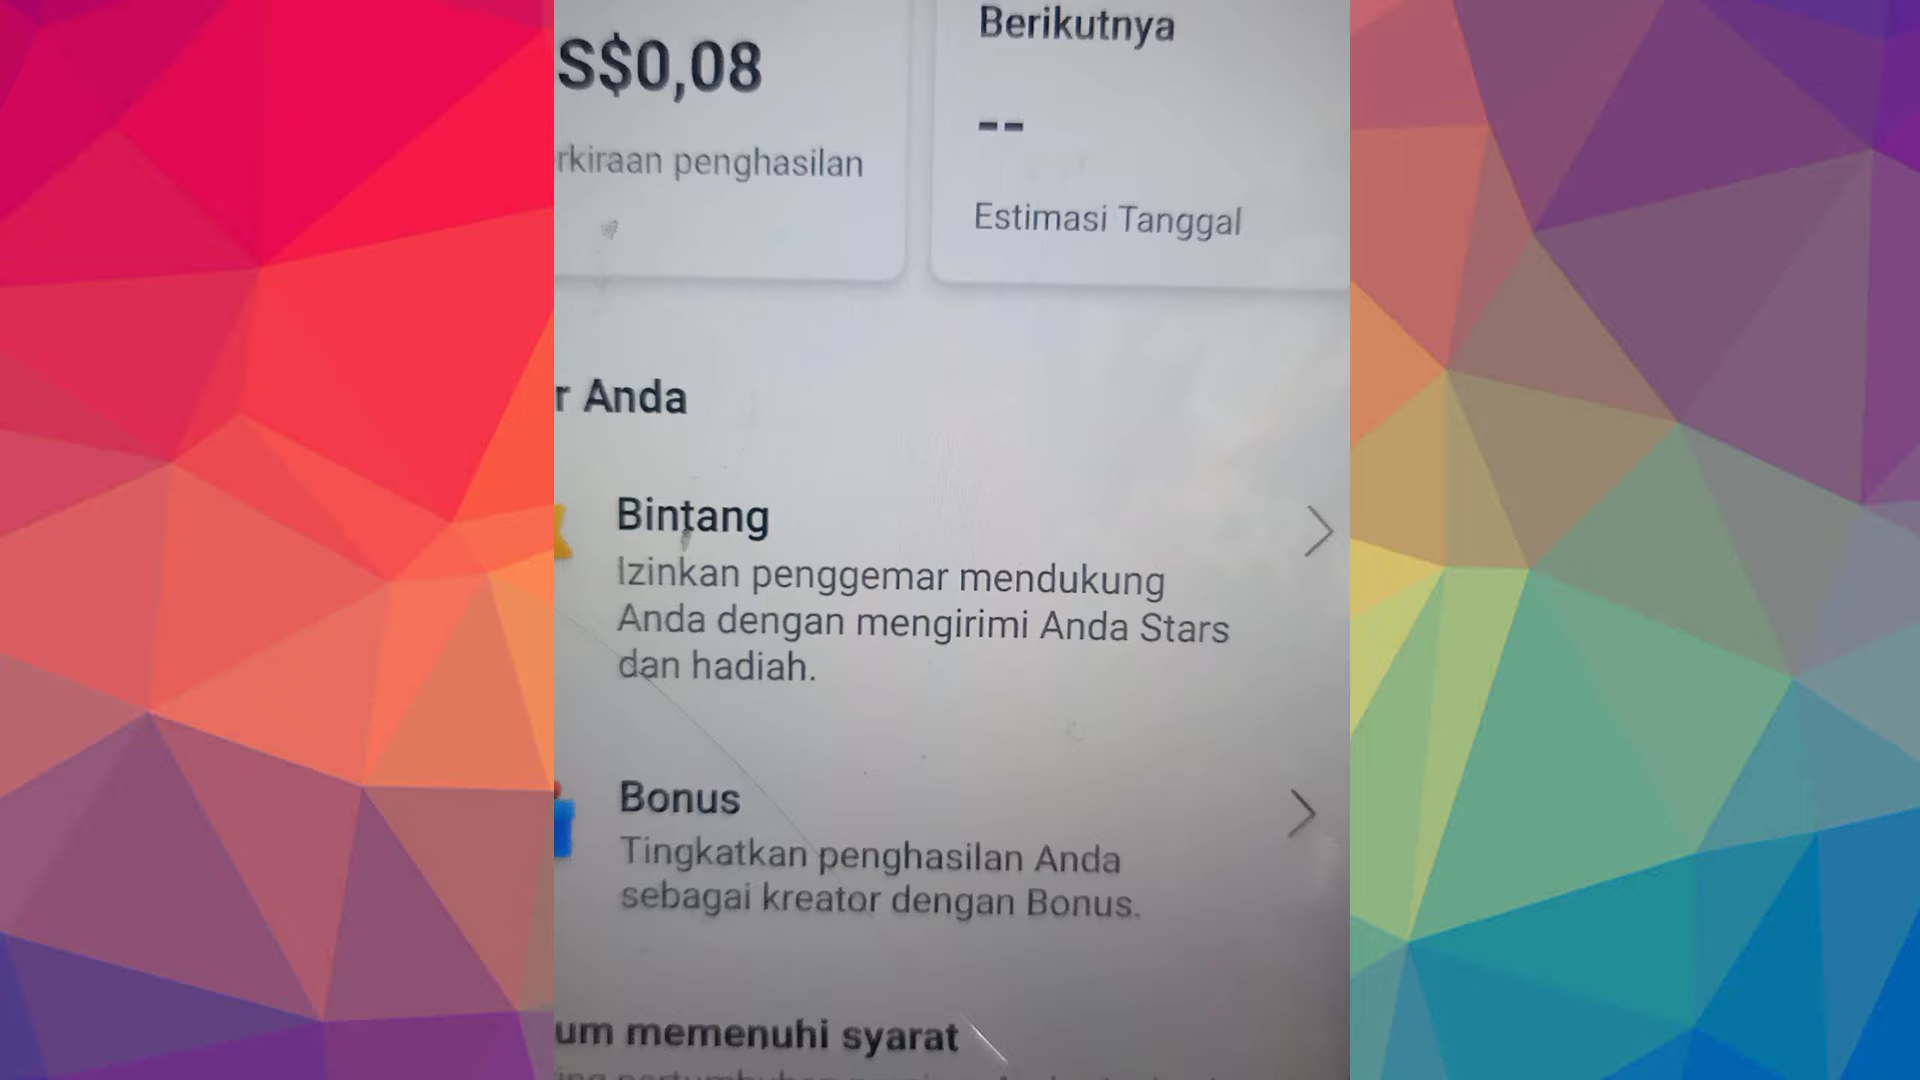 S$0,08
rkiraan penghasilan
Berikutnya
--
Estimasi Tanggal
r Anda
Bintang
Izinkan penggemar mendukung
Anda dengan mengirimi Anda Stars
dan hadiah.
Bonus
Tingkatkan penghasilan Anda
sebagai kreator dengan Bonus.
um memenuhi syarat